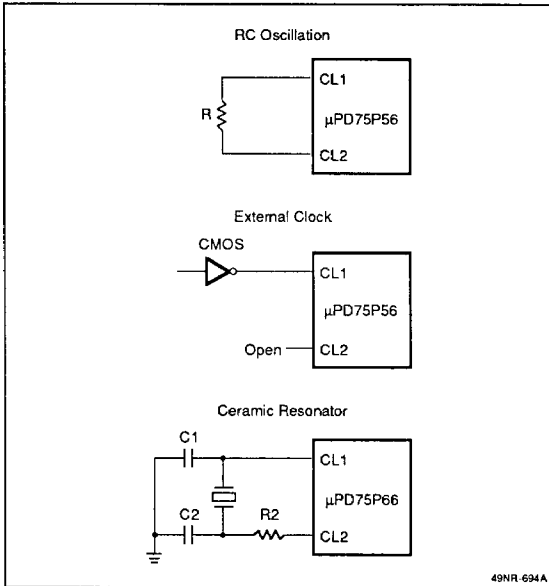 RC Oscillation
CL1
R
µPD75P56
CL2
External Clock
CMOS
CL1
µPD75P56
Open
CL2
Ceramic Resonator
C1
CL1
µPD75P66
C2
R2
CL2
49NR-694A